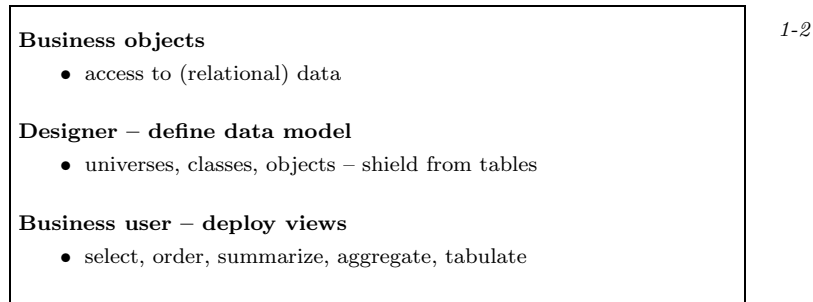 Business objects
1-2
• access to (relational) data
Designer – define data model
• universes, classes, objects – shield from tables
Business user – deploy views
• select, order, summarize, aggregate, tabulate